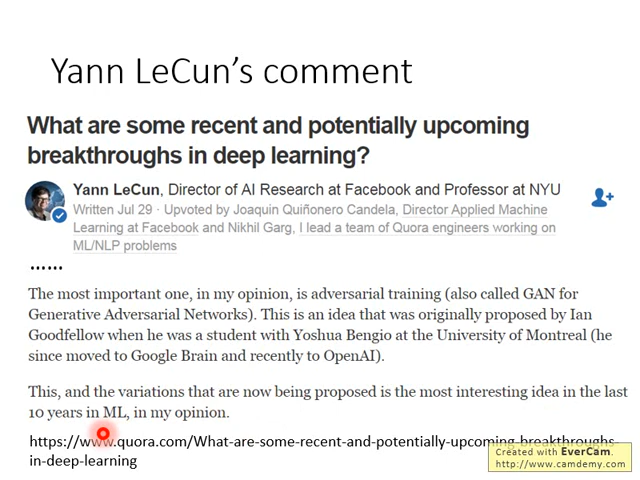 Yann LeCun's comment
What are some recent and potentially upcoming
breakthroughs in deep learning?
Yann LeCun, Director of AI Research at Facebook and Professor at NYU
Written Jul 29 · Upvoted by Joaquin Quiñonero Candela, Director Applied Machine
Learning at Facebook and Nikhil Garg, I lead a team of Quora engineers working on
ML/NLP problems
......
The most important one, in my opinion, is adversarial training (also called GAN for
Generative Adversarial Networks). This is an idea that was originally proposed by Ian
Goodfellow when he was a student with Yoshua Bengio at the University of Montreal (he
since moved to Google Brain and recently to OpenAI).
This, and the variations that are now being proposed is the most interesting idea in the last
10 years in ML, in my opinion.
https://www.quora.com/What-are-some-recent-and-potentially-upcoming-breakthroughs-
in-deep-learning
Created with EverCam.
http://www.camdemy.com